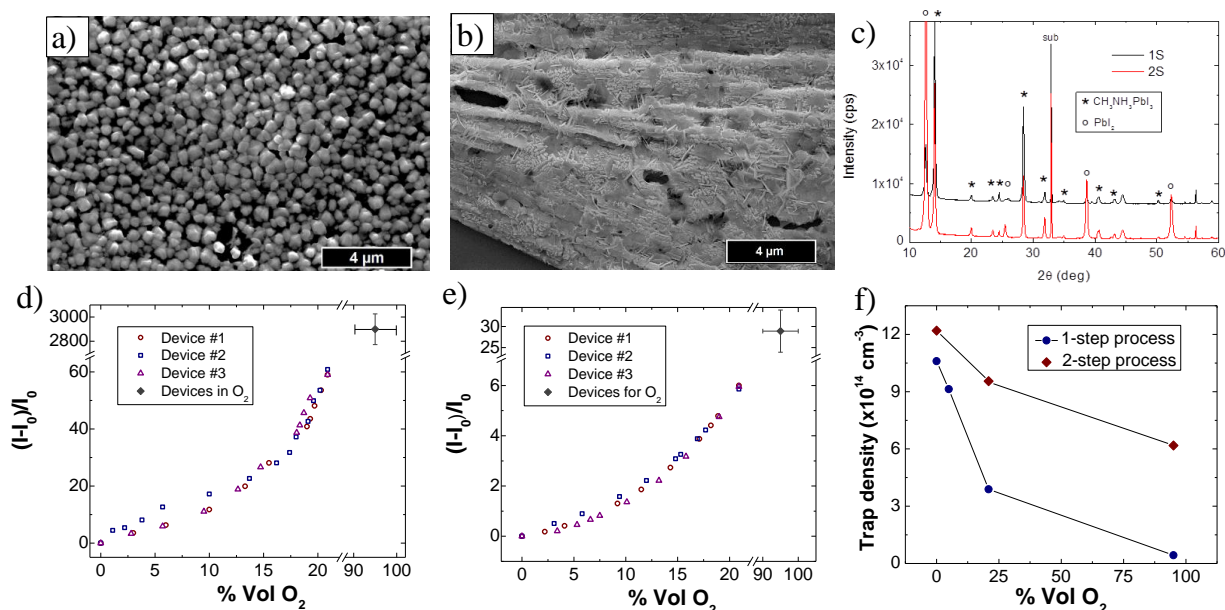 a)
4 µm
b)
4 µm
c)
Intensity (cps)
3x10⁴
2x10⁴
1x10⁴
0
10 20 30 40 50 60
2θ (deg)
sub
1S
2S
* CH₃NH₃PbI₃
o PbI₂
d)
(I-I₀)/I₀
3000
2900
60
40
20
0
0 5 10 15 20 90 100
% Vol O₂
Device #1
Device #2
Device #3
Devices in O₂
e)
(I-I₀)/I₀
30
25
6
4
2
0
0 5 10 15 20 90 100
% Vol O₂
Device #1
Device #2
Device #3
Devices for O₂
f)
Trap density (x10¹⁴ cm⁻³)
12
9
6
3
0
0 25 50 75 100
% Vol O₂
1-step process
2-step process